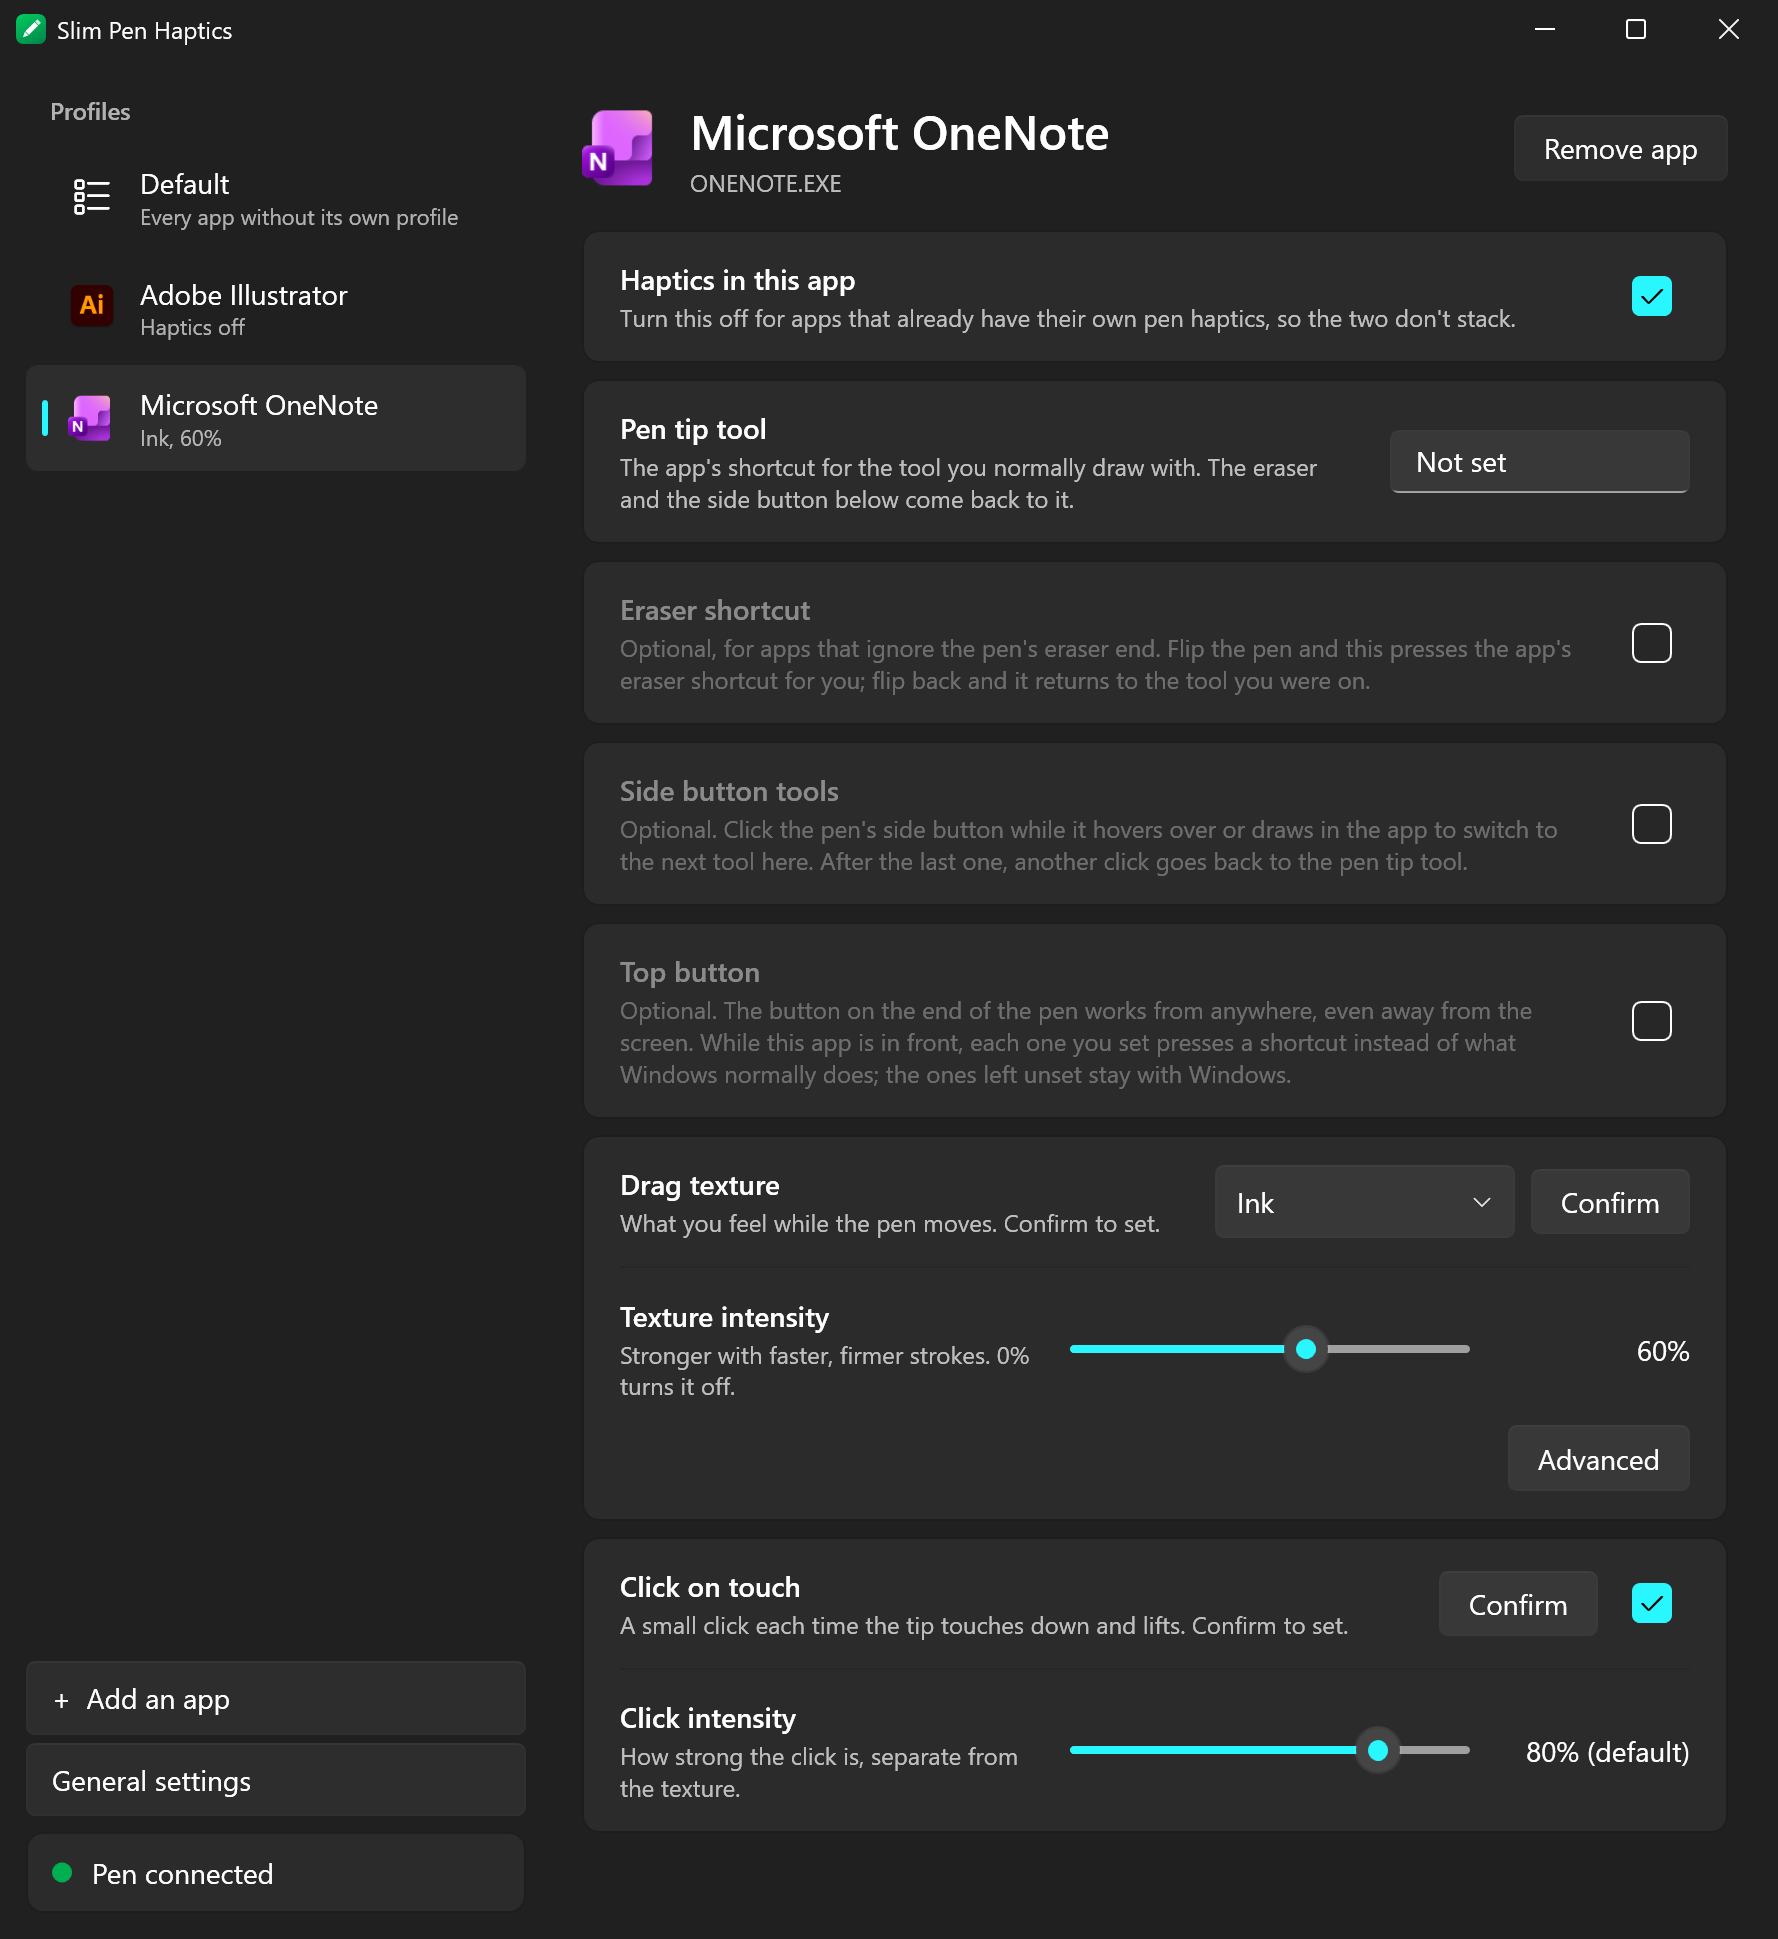 Slim Pen Haptics
Profiles
Default
Every app without its own profile
Ai
Adobe Illustrator
Haptics off
N
Microsoft OneNote
Ink, 60%
+ Add an app
General settings
Pen connected
N
Microsoft OneNote
ONENOTE.EXE
Remove app
Haptics in this app
Turn this off for apps that already have their own pen haptics, so the two don't stack.
Pen tip tool
The app's shortcut for the tool you normally draw with. The eraser
and the side button below come back to it.
Not set
Eraser shortcut
Optional, for apps that ignore the pen's eraser end. Flip the pen and this presses the app's
eraser shortcut for you; flip back and it returns to the tool you were on.
Side button tools
Optional. Click the pen's side button while it hovers over or draws in the app to switch to
the next tool here. After the last one, another click goes back to the pen tip tool.
Top button
Optional. The button on the end of the pen works from anywhere, even away from the
screen. While this app is in front, each one you set presses a shortcut instead of what
Windows normally does; the ones left unset stay with Windows.
Drag texture
What you feel while the pen moves. Confirm to set.
Ink
Confirm
Texture intensity
Stronger with faster, firmer strokes. 0%
turns it off.
60%
Advanced
Click on touch
A small click each time the tip touches down and lifts. Confirm to set.
Confirm
Click intensity
How strong the click is, separate from
the texture.
80% (default)